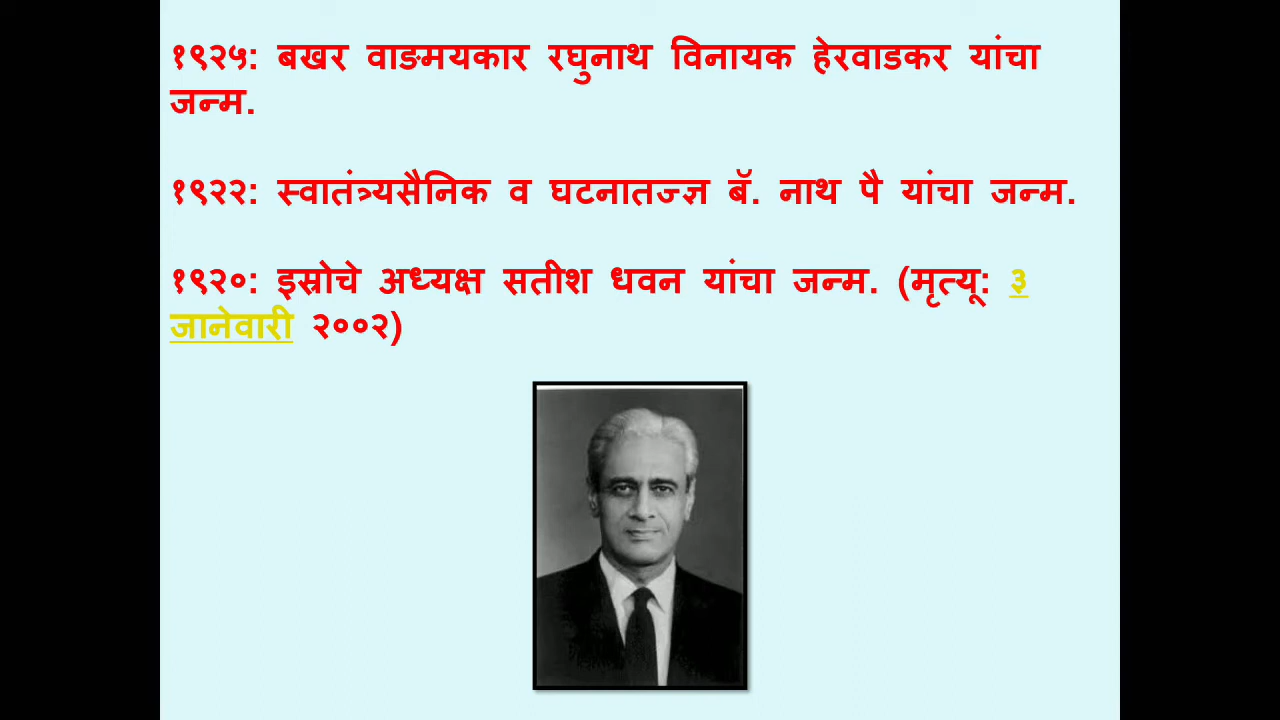 १९२५: बखर वाङमयकार रघुनाथ विनायक हेरवाडकर यांचा
जन्म.
१९२२: स्वातंत्र्यसैनिक व घटनातज्ज्ञ बॅ. नाथ पै यांचा जन्म.
१९२०: इस्रोचे अध्यक्ष सतीश धवन यांचा जन्म. (मृत्यू: ३
जानेवारी २००२)